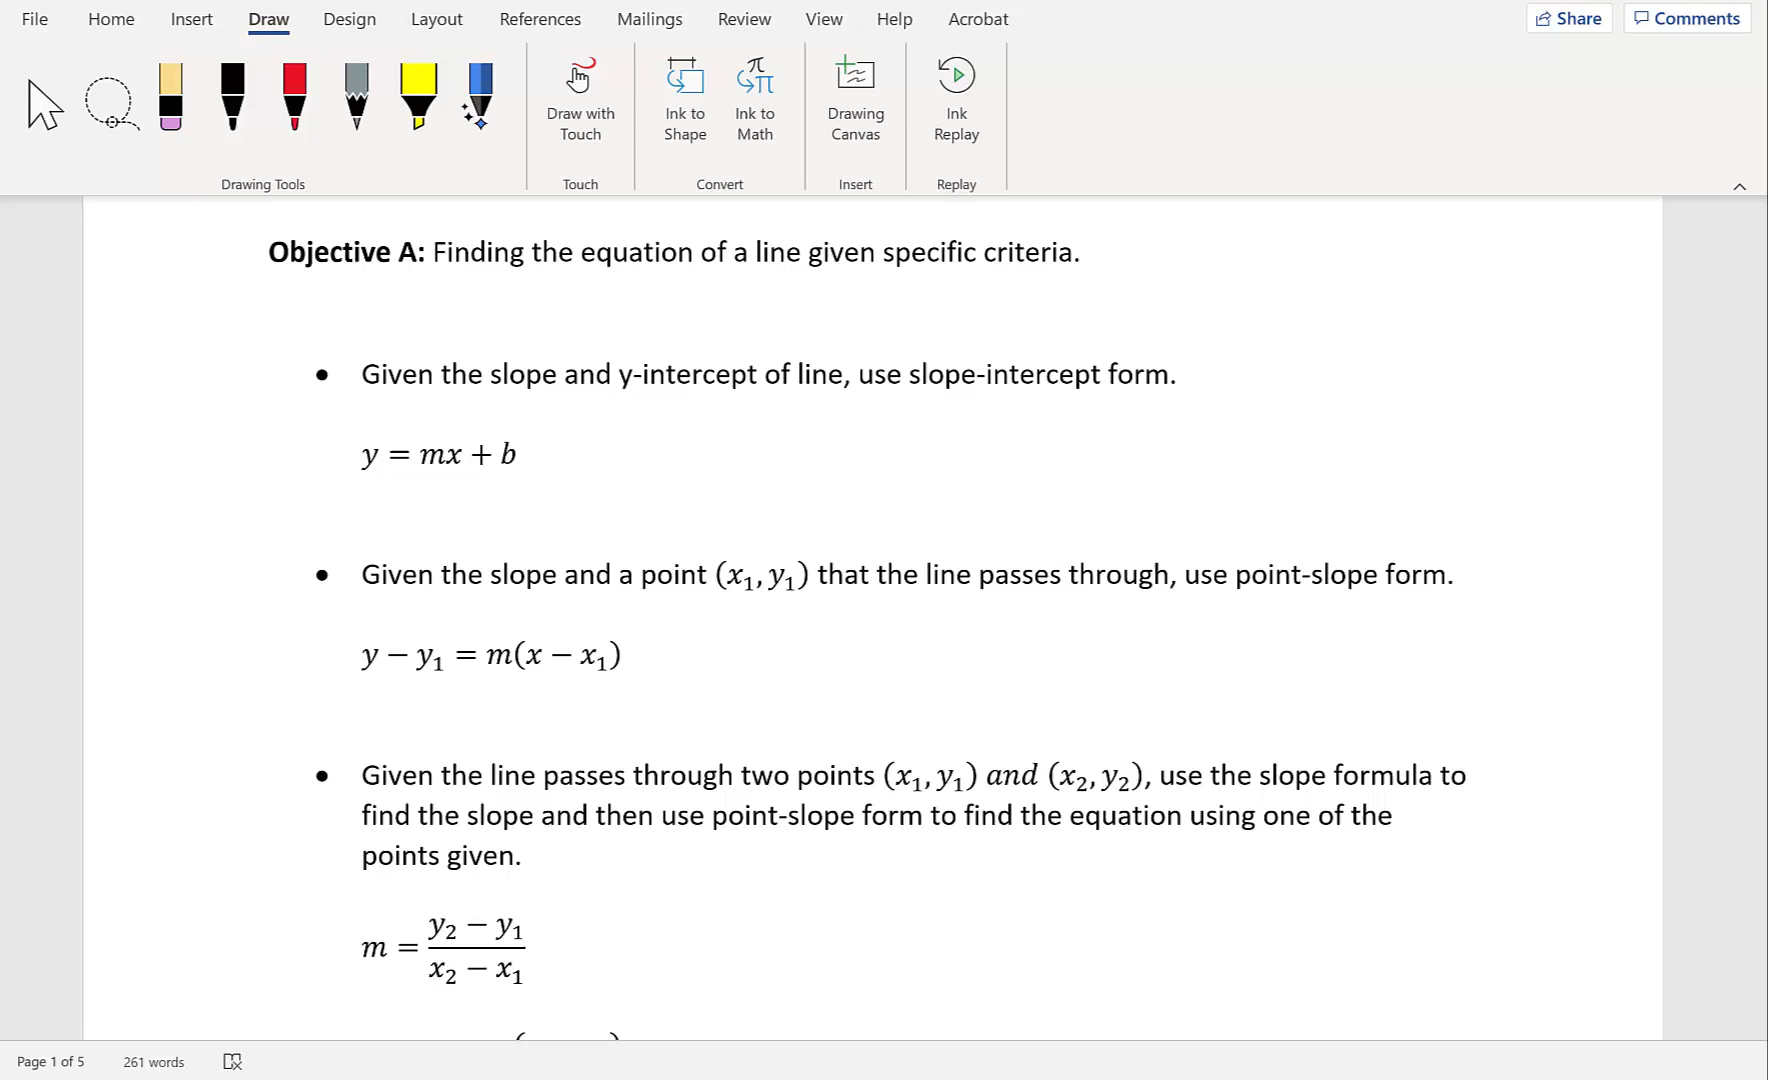 File Home Insert Draw Design Layout References Mailings Review View Help Acrobat Share Comments
Draw with Touch
Ink to Shape
Ink to Math
Drawing Canvas
Ink Replay
Drawing Tools Touch Convert Insert Replay
Objective A: Finding the equation of a line given specific criteria.
• Given the slope and y-intercept of line, use slope-intercept form.
y = mx + b
• Given the slope and a point (x₁, y₁) that the line passes through, use point-slope form.
y − y₁ = m(x − x₁)
• Given the line passes through two points (x₁, y₁) and (x₂, y₂), use the slope formula to
find the slope and then use point-slope form to find the equation using one of the
points given.
m = (y₂ − y₁)/(x₂ − x₁)
Page 1 of 5 261 words